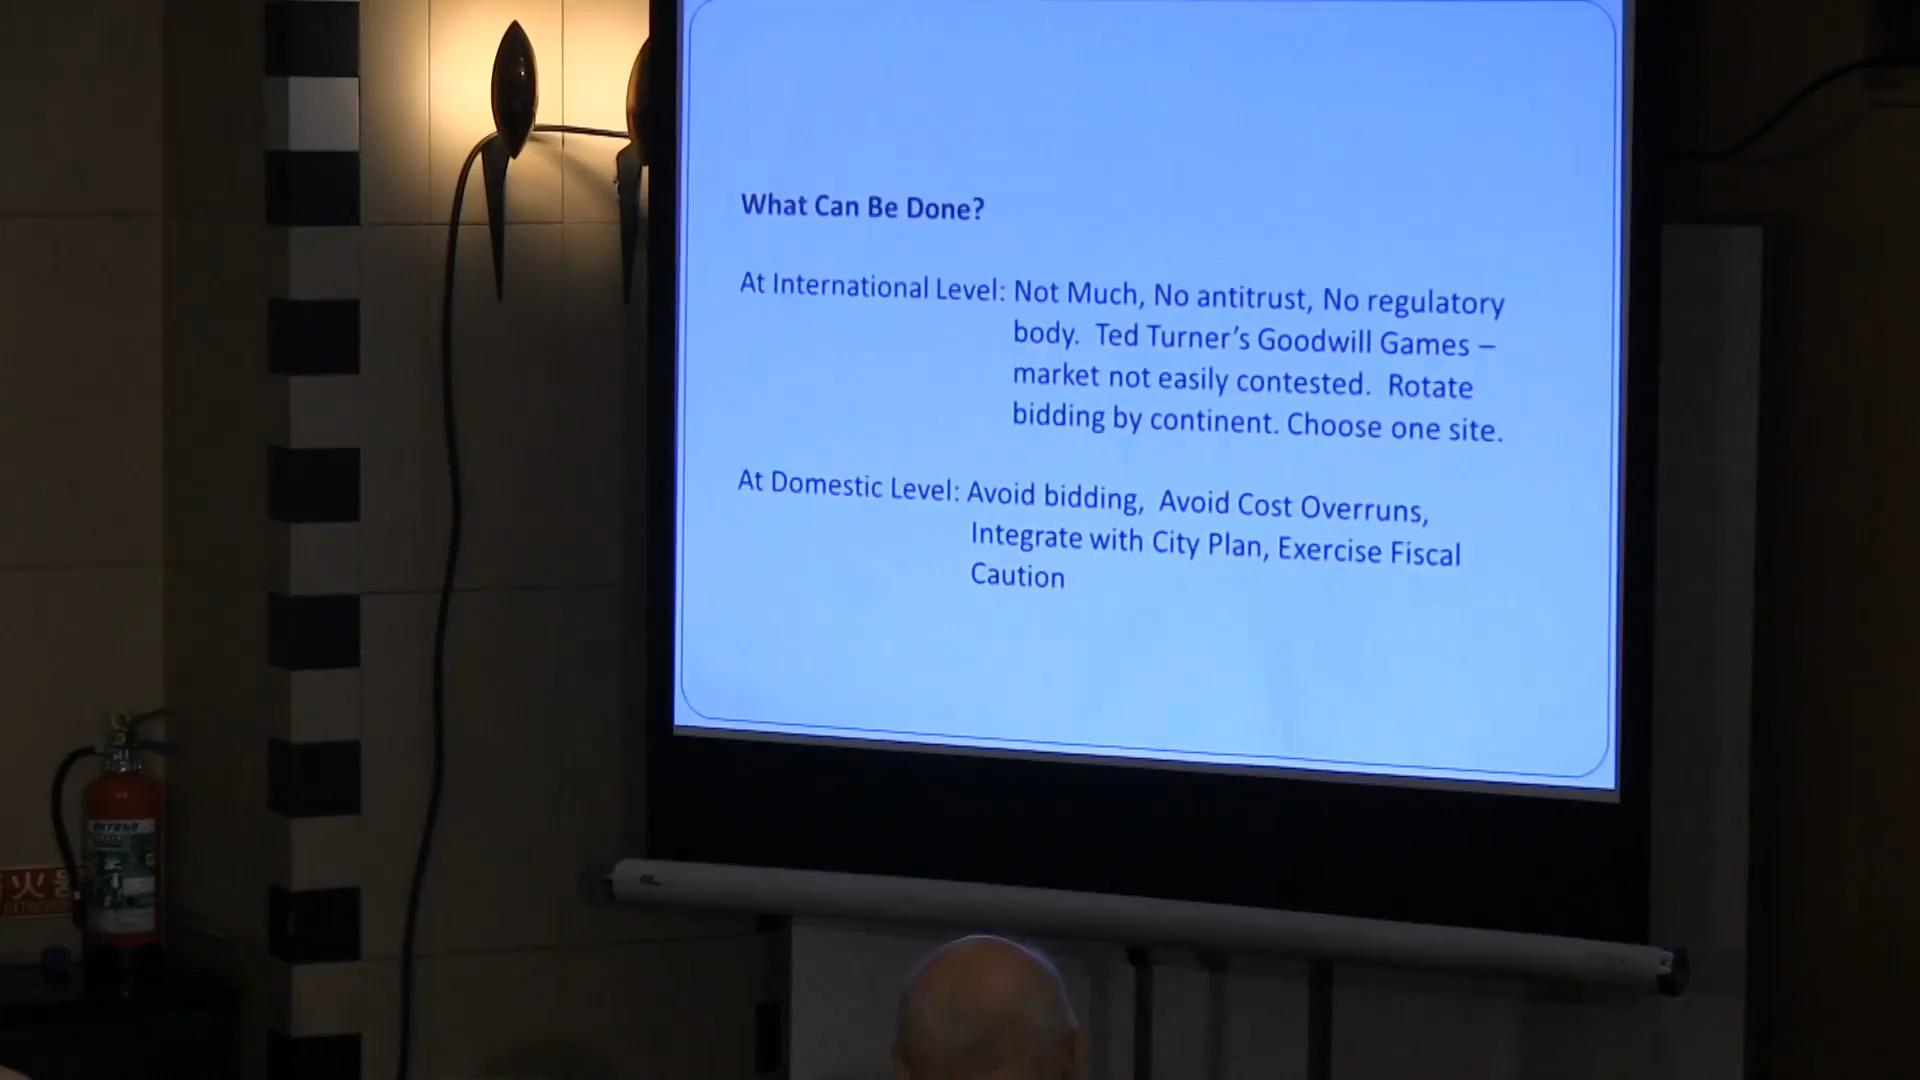 What Can Be Done?
At International Level: Not Much, No antitrust, No regulatory
body. Ted Turner's Goodwill Games –
market not easily contested. Rotate
bidding by continent. Choose one site.
At Domestic Level: Avoid bidding, Avoid Cost Overruns,
Integrate with City Plan, Exercise Fiscal
Caution
火